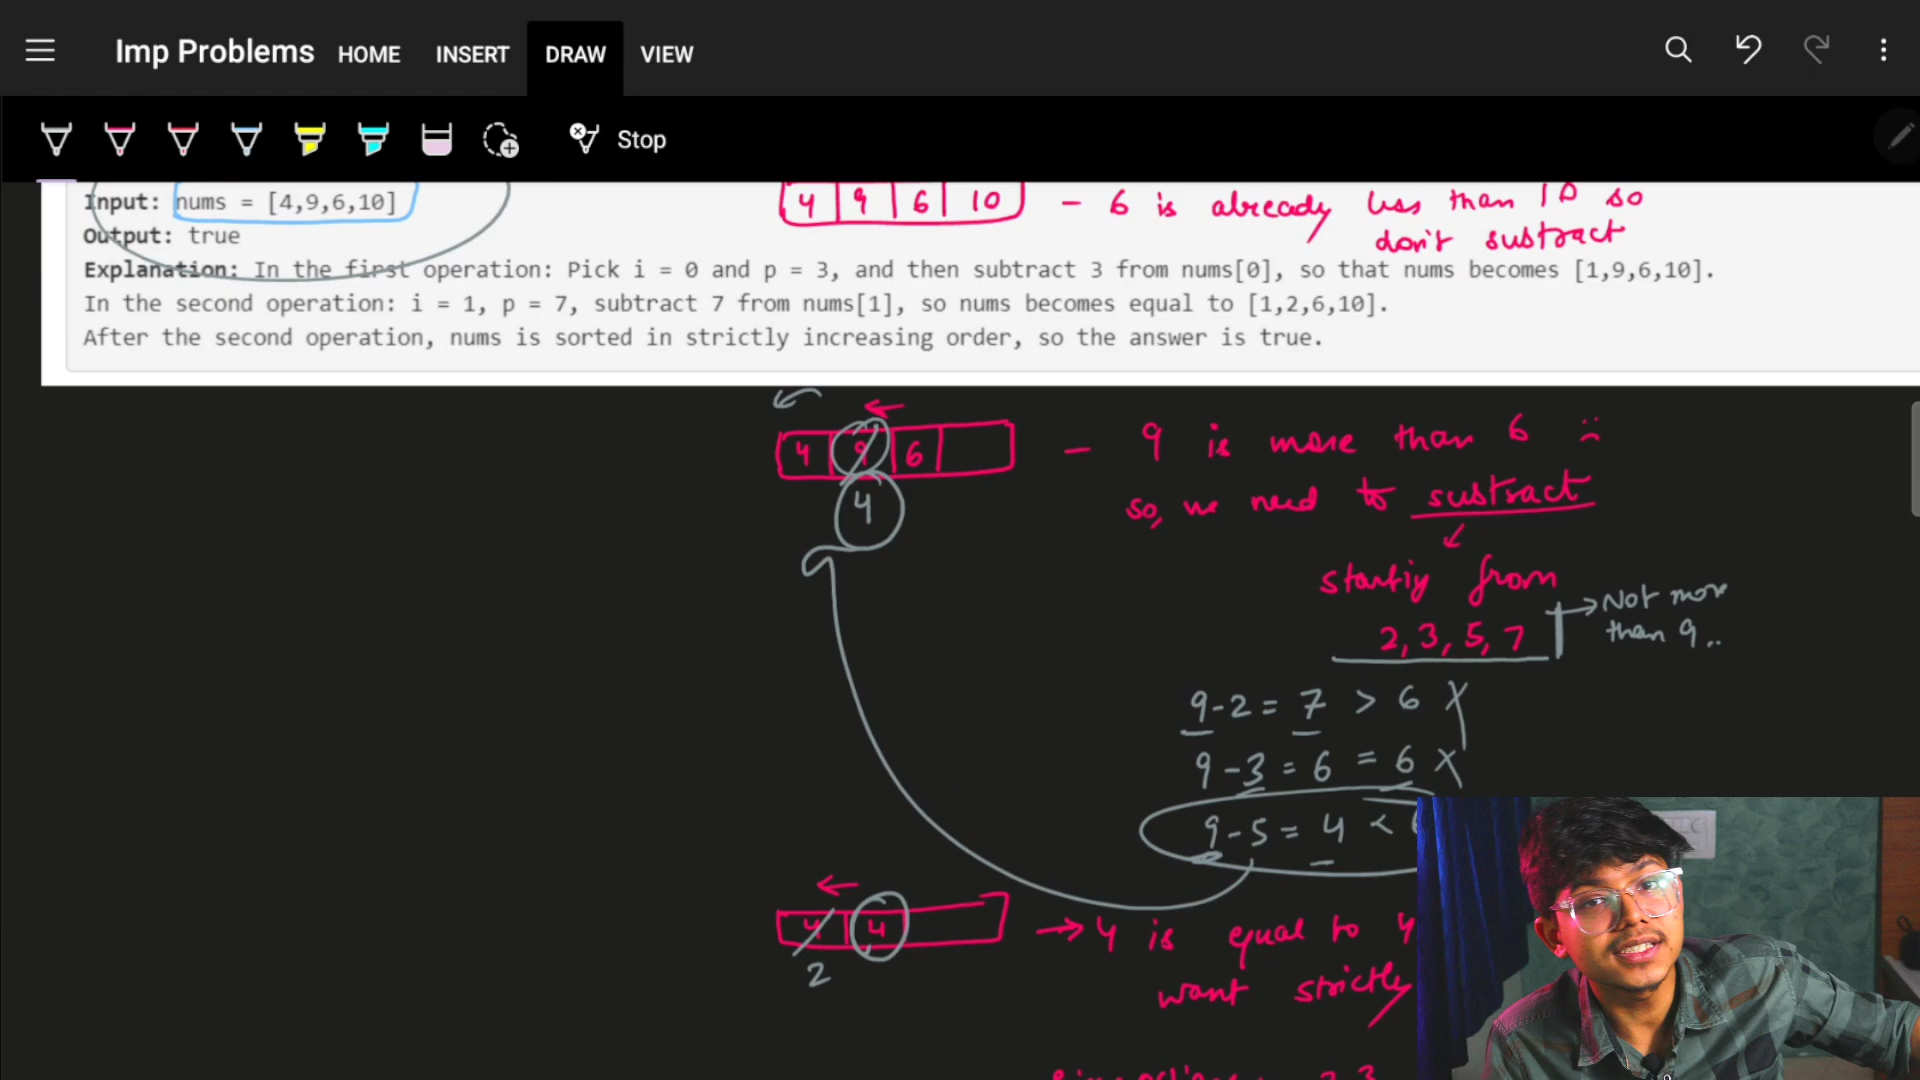 Imp Problems HOME INSERT DRAW VIEW
Stop
Input: nums = [4,9,6,10]
Output: true
Explanation: In the first operation: Pick i = 0 and p = 3, and then subtract 3 from nums[0], so that nums becomes [1,9,6,10].
In the second operation: i = 1, p = 7, subtract 7 from nums[1], so nums becomes equal to [1,2,6,10].
After the second operation, nums is sorted in strictly increasing order, so the answer is true.
4 9 6 10 - 6 is already less than 10 so
don't sustract
4 9 6 - 9 is more than 6 :(
4
so, we need to sustract
startig from
2, 3, 5, 7
Not mor
than 9 ..
9-2 = 7 > 6 X
9-3 = 6 = 6 X
9-5 = 4 <
4 4 → 4 is equal to 4
2
want strictly